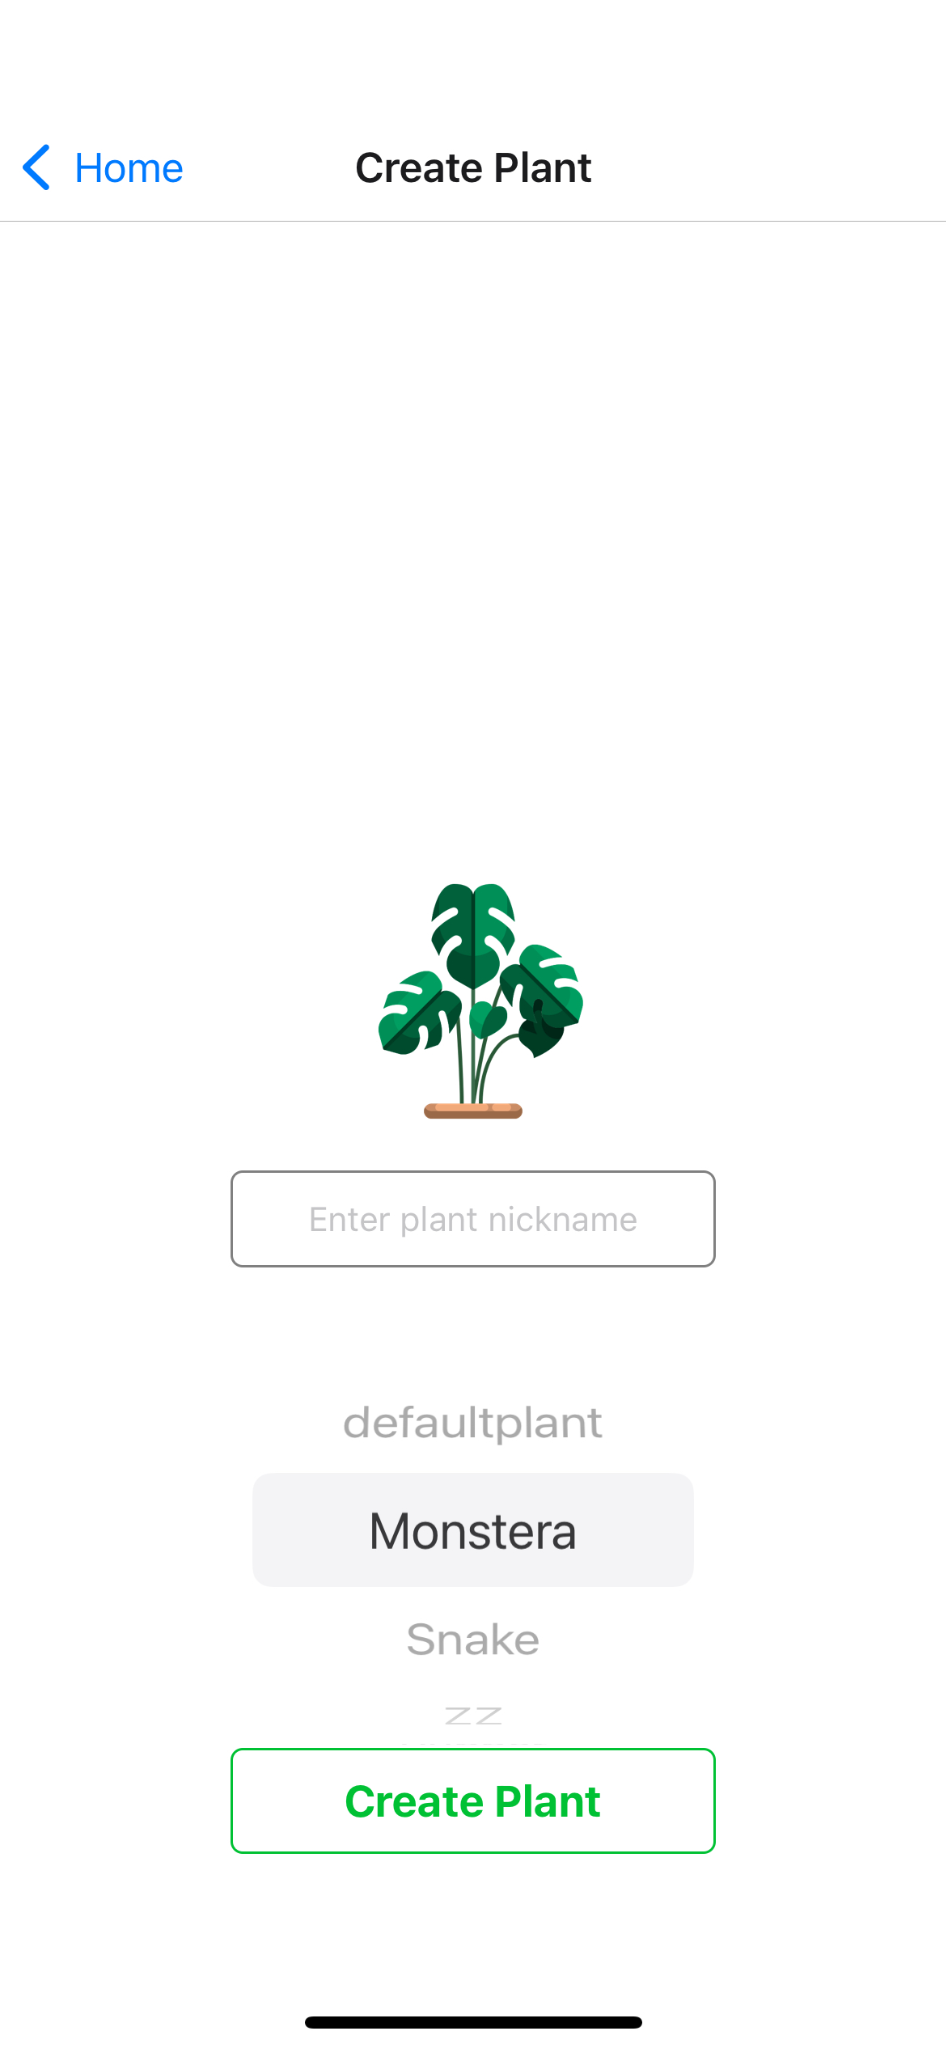 Home
Create Plant
Enter plant nickname
defaultplant
Monstera
Snake
ZZ
Create Plant